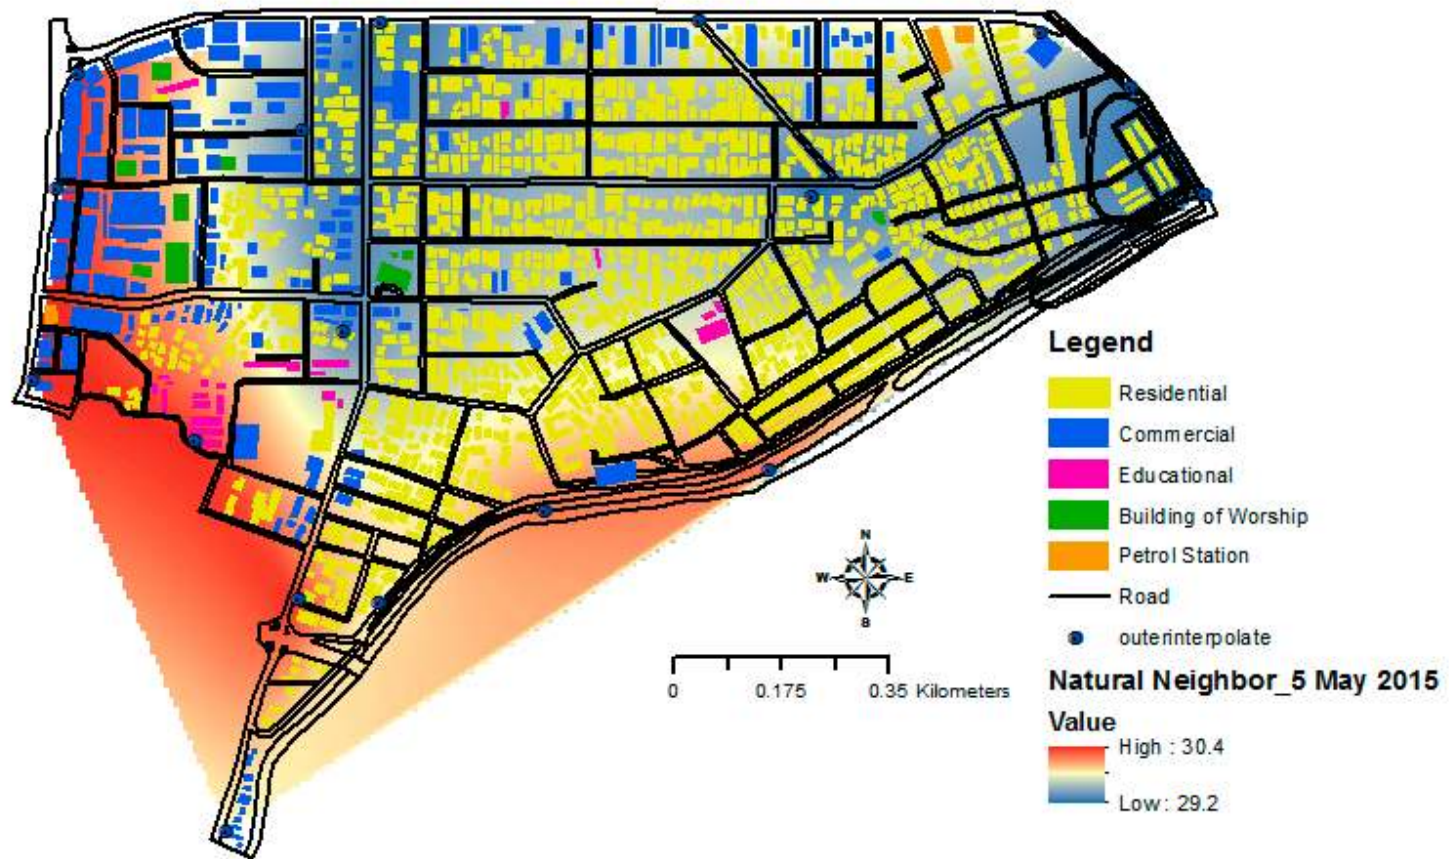 Legend
Residential
Commercial
Educational
Building of Worship
Petrol Station
Road
outerinterpolate
Natural Neighbor_5 May 2015
Value
High : 30.4
Low : 29.2
N
W E
S
0 0.175 0.35 Kilometers